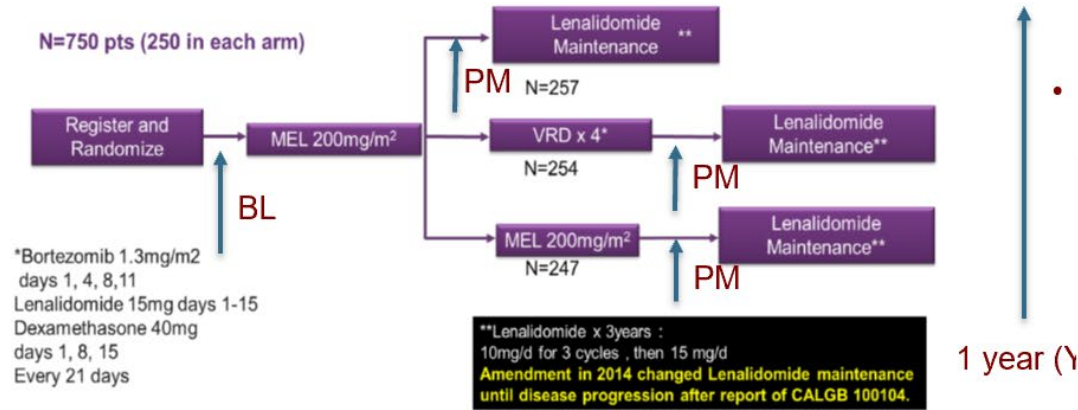 N=750 pts (250 in each arm)
Lenalidomide
Maintenance **
PM
N=257
Register and
Randomize
MEL 200mg/m²
VRD x 4*
Lenalidomide
Maintenance**
N=254
PM
BL
MEL 200mg/m²
Lenalidomide
Maintenance**
N=247
PM
*Bortezomib 1.3mg/m2
days 1, 4, 8,11
Lenalidomide 15mg days 1-15
Dexamethasone 40mg
days 1, 8, 15
Every 21 days
**Lenalidomide x 3years :
10mg/d for 3 cycles , then 15 mg/d
Amendment in 2014 changed Lenalidomide maintenance
until disease progression after report of CALGB 100104.
•
1 year (Y